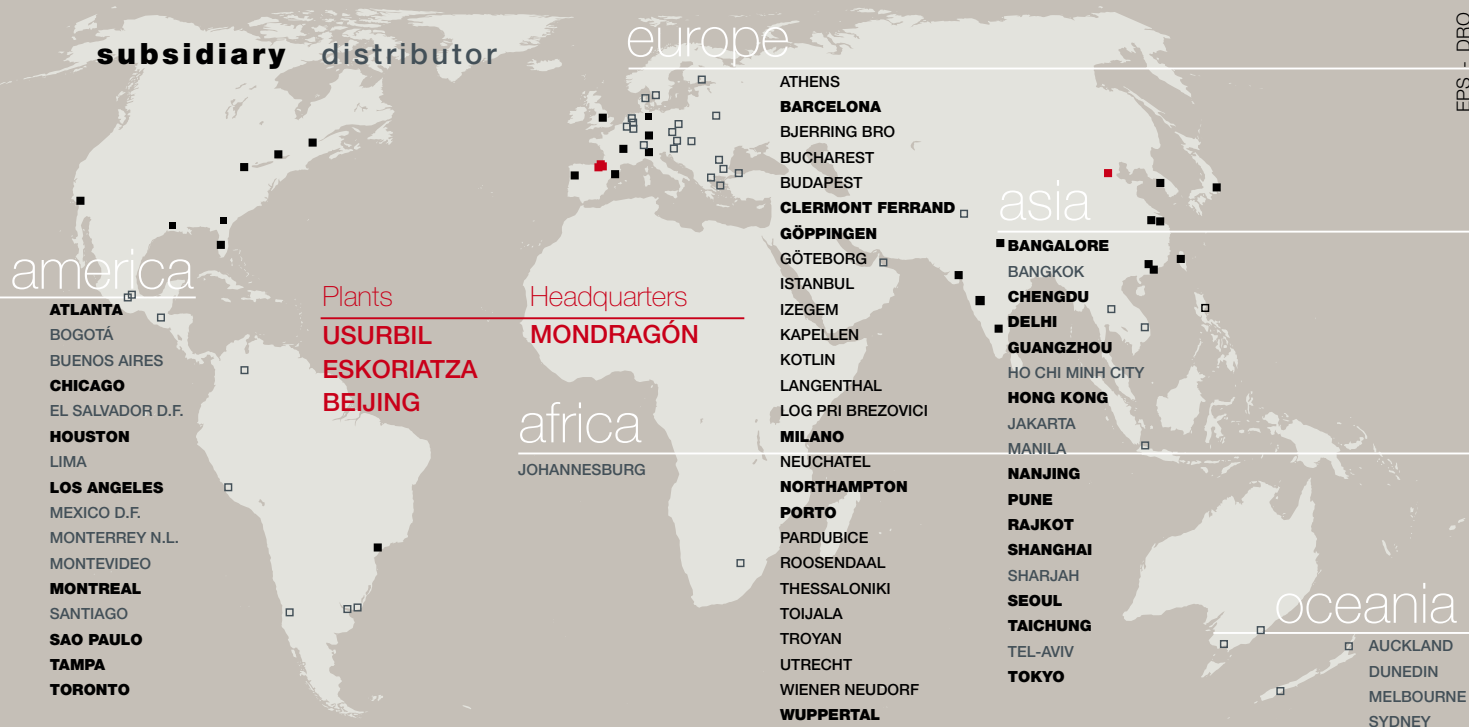 subsidiary distributor
europe
EPS - DRO
ATHENS
BARCELONA
BJERRING BRO
BUCHAREST
BUDAPEST
CLERMONT FERRAND
GÖPPINGEN
GÖTEBORG
ISTANBUL
IZEGEM
KAPELLEN
KOTLIN
LANGENTHAL
LOG PRI BREZOVICI
MILANO
NEUCHATEL
NORTHAMPTON
PORTO
PARDUBICE
ROOSENDAAL
THESSALONIKI
TOIJALA
TROYAN
UTRECHT
WIENER NEUDORF
WUPPERTAL
asia
BANGALORE
BANGKOK
CHENGDU
DELHI
GUANGZHOU
HO CHI MINH CITY
HONG KONG
JAKARTA
MANILA
NANJING
PUNE
RAJKOT
SHANGHAI
SHARJAH
SEOUL
TAICHUNG
TEL-AVIV
TOKYO
america
ATLANTA
BOGOTÁ
BUENOS AIRES
CHICAGO
EL SALVADOR D.F.
HOUSTON
LIMA
LOS ANGELES
MEXICO D.F.
MONTERREY N.L.
MONTEVIDEO
MONTREAL
SANTIAGO
SAO PAULO
TAMPA
TORONTO
Plants
USURBIL
ESKORIATZA
BEIJING
Headquarters
MONDRAGÓN
africa
JOHANNESBURG
oceania
AUCKLAND
DUNEDIN
MELBOURNE
SYDNEY